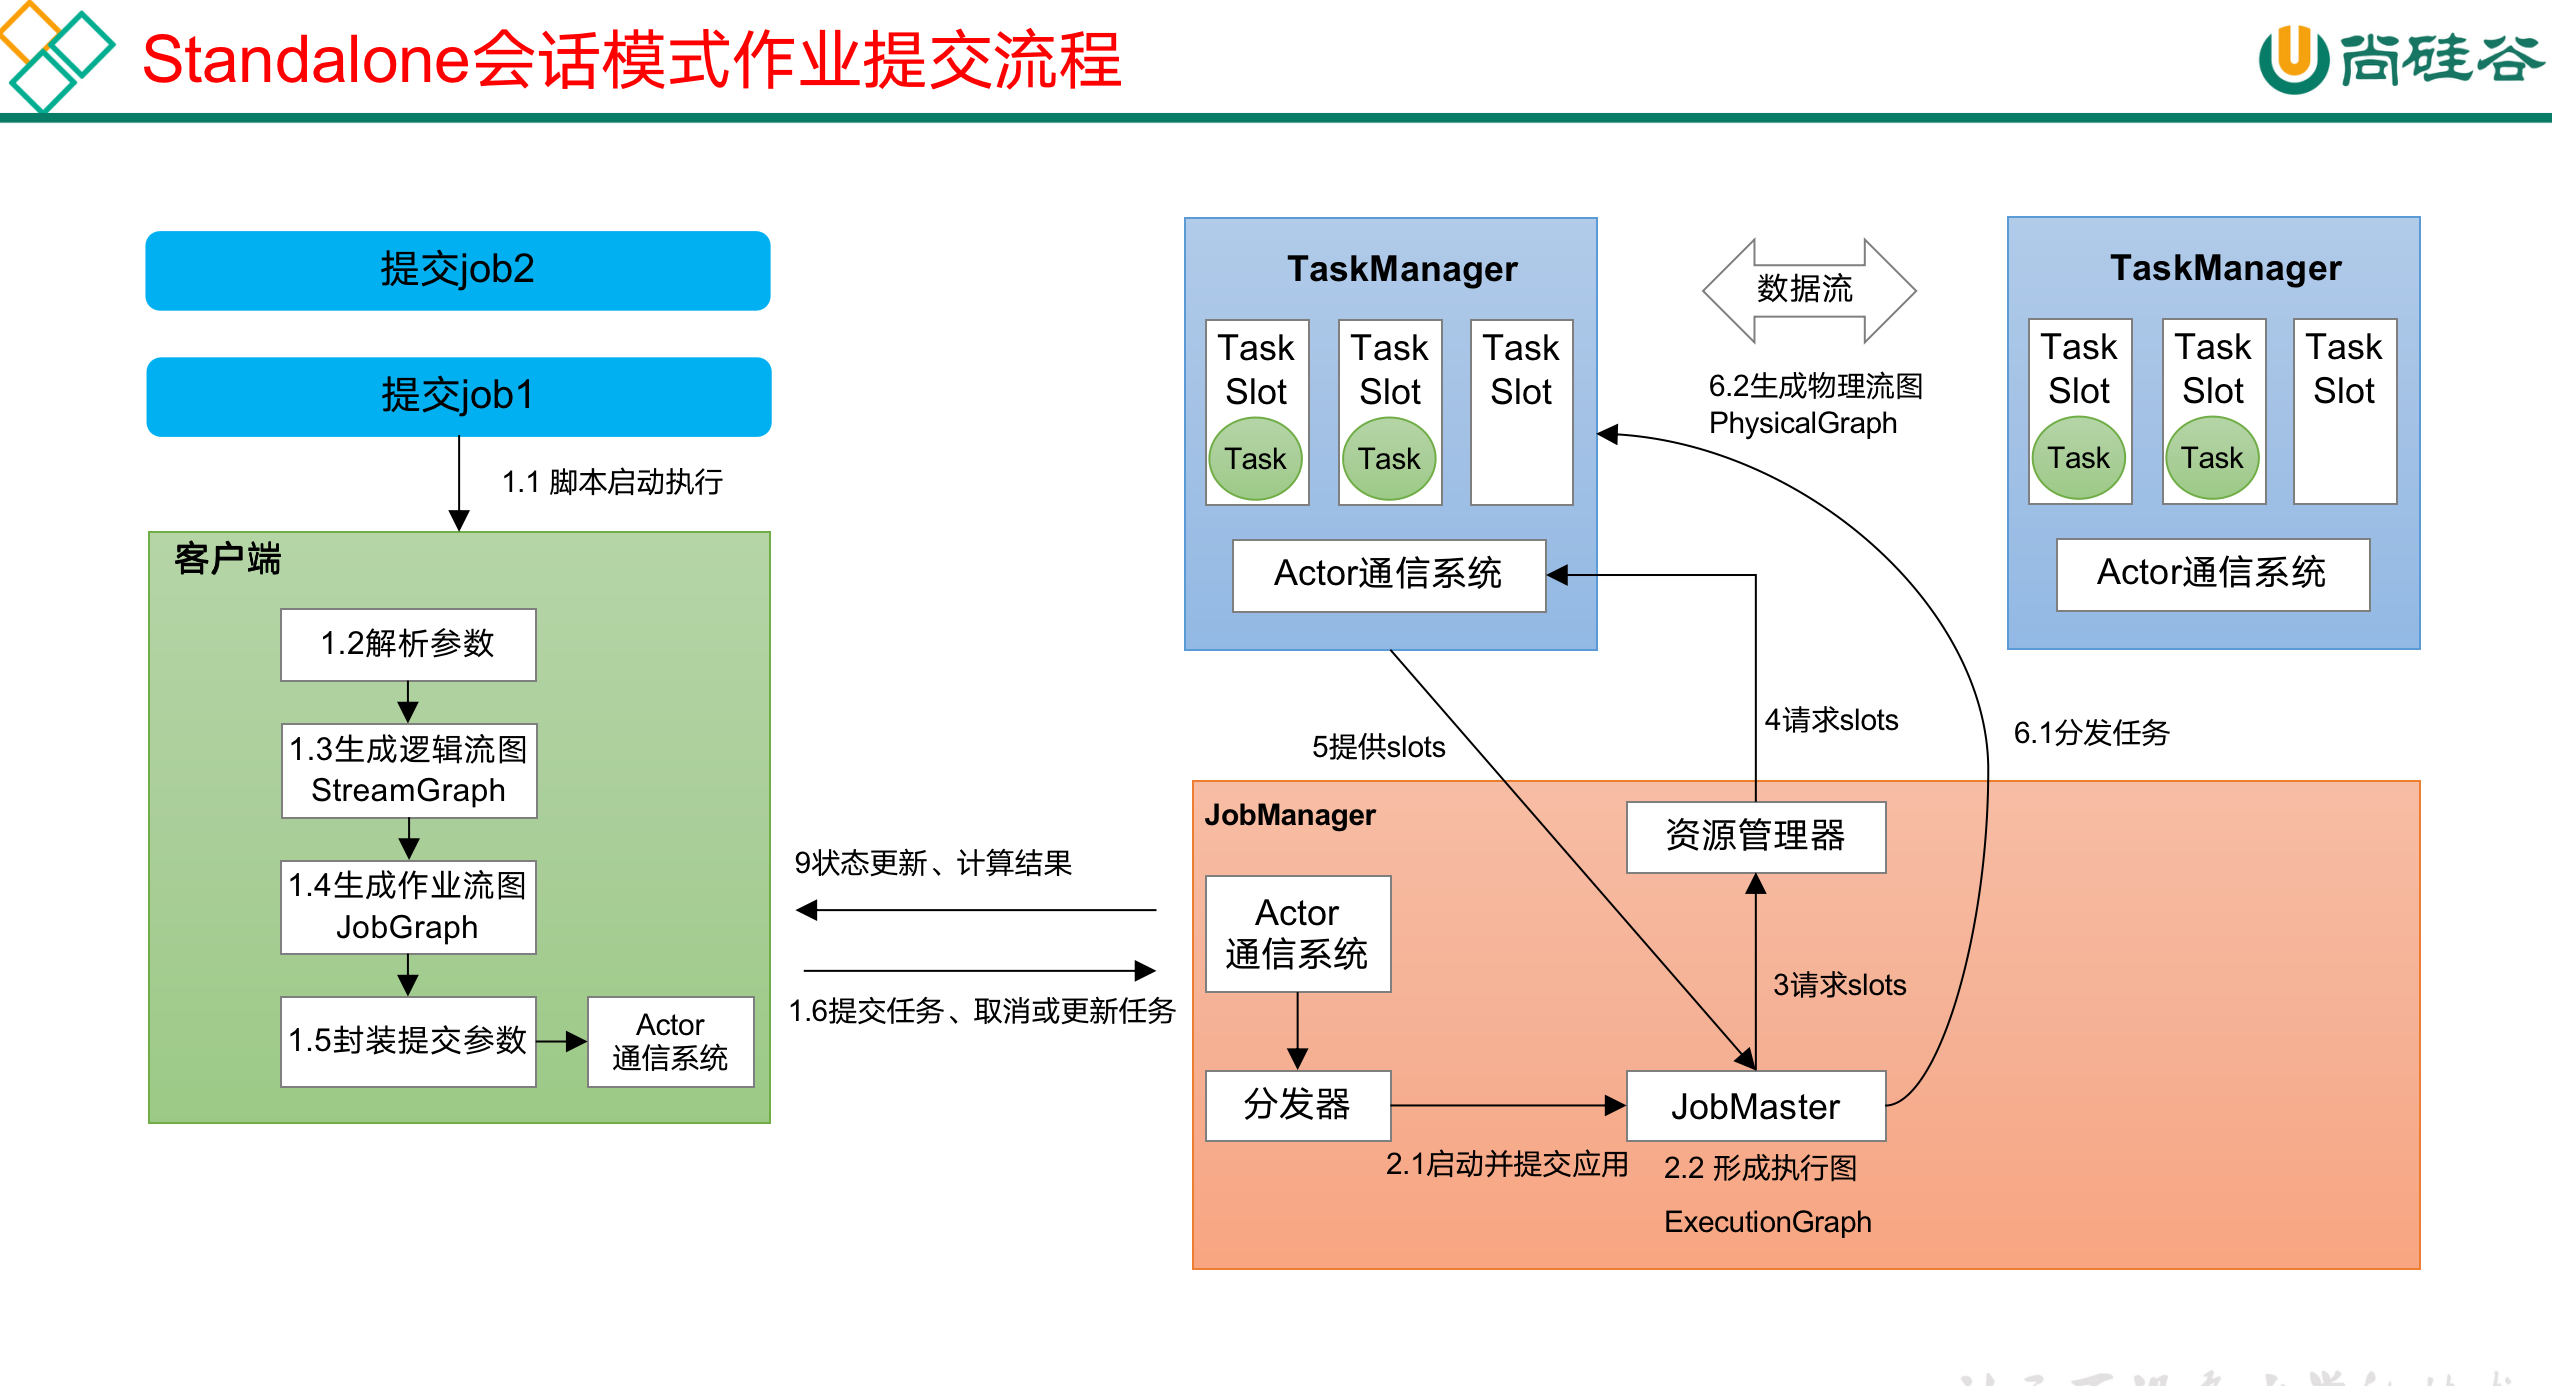 Standalone会话模式作业提交流程
尚硅谷
提交job2
提交job1
1.1 脚本启动执行
客户端
1.2解析参数
1.3生成逻辑流图
StreamGraph
1.4生成作业流图
JobGraph
1.5封装提交参数
Actor
通信系统
9状态更新、计算结果
1.6提交任务、取消或更新任务
TaskManager
Task
Slot
Task
Task
Slot
Task
Task
Slot
Actor通信系统
数据流
6.2生成物理流图
PhysicalGraph
TaskManager
Task
Slot
Task
Task
Slot
Task
Task
Slot
Actor通信系统
5提供slots
4请求slots
6.1分发任务
JobManager
资源管理器
Actor
通信系统
3请求slots
分发器
JobMaster
2.1启动并提交应用
2.2 形成执行图
ExecutionGraph